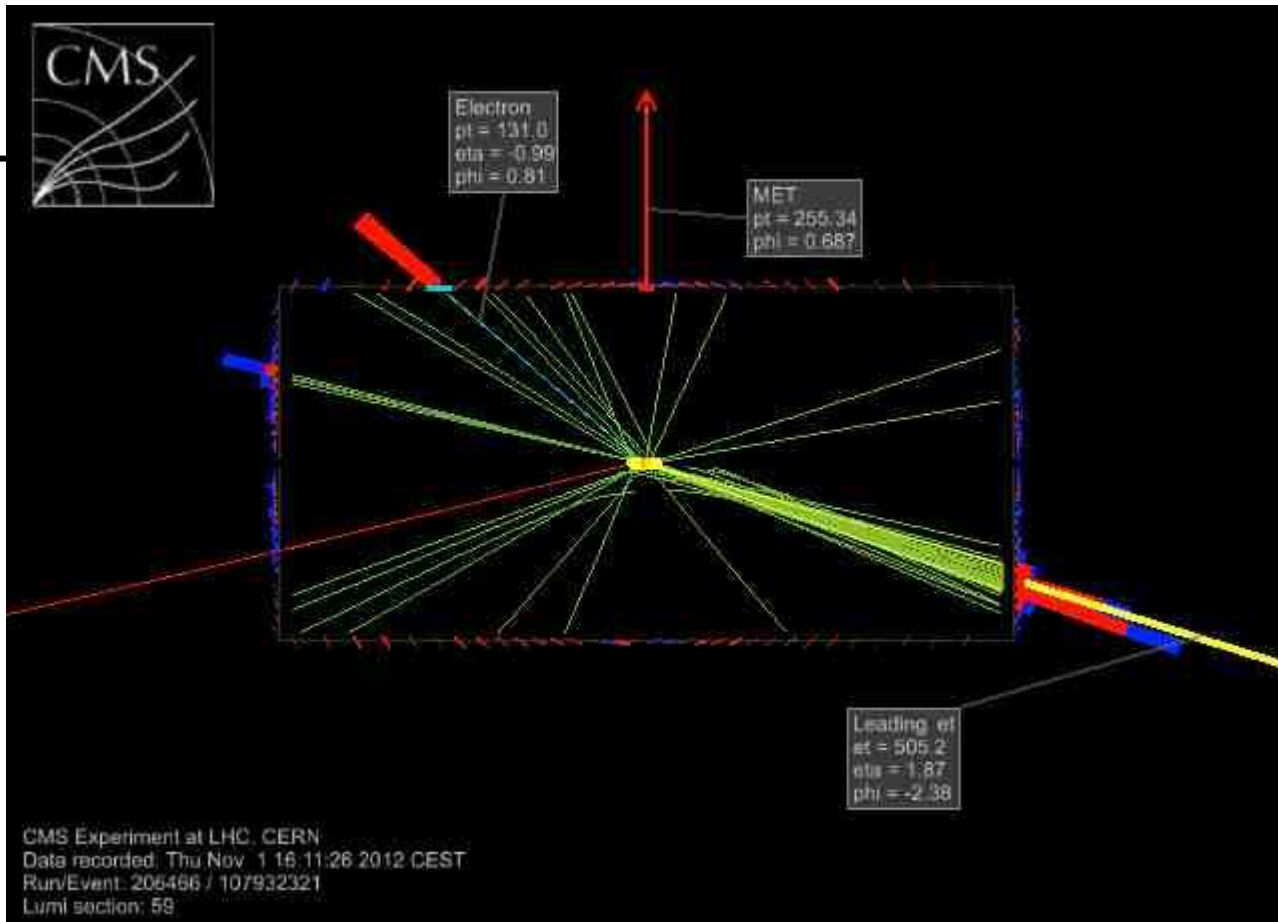 CMS
Electron
pt = 131.0
eta = -0.99
phi = 0.81
MET
pt = 255.34
phi = 0.687
Leading et
et = 505.2
eta = 1.87
phi = -2.38
CMS Experiment at LHC, CERN
Data recorded: Thu Nov 1 16:11:26 2012 CEST
Run/Event: 206466 / 107932321
Lumi section: 59